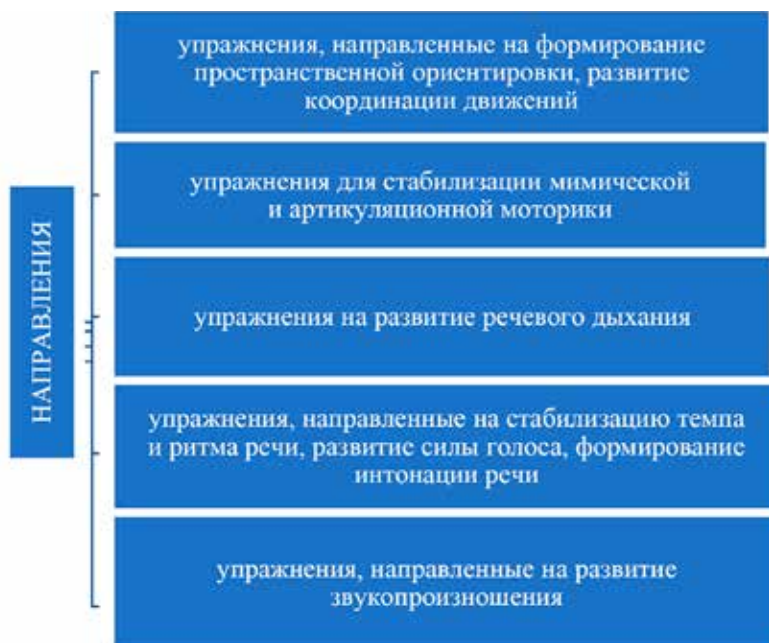 НАПРАВЛЕНИЯ
упражнения, направленные на формирование
пространственной ориентировки, развитие
координации движений
упражнения для стабилизации мимической
и артикуляционной моторики
упражнения на развитие речевого дыхания
упражнения, направленные на стабилизацию темпа
и ритма речи, развитие силы голоса, формирование
интонации речи
упражнения, направленные на развитие
звукопроизношения